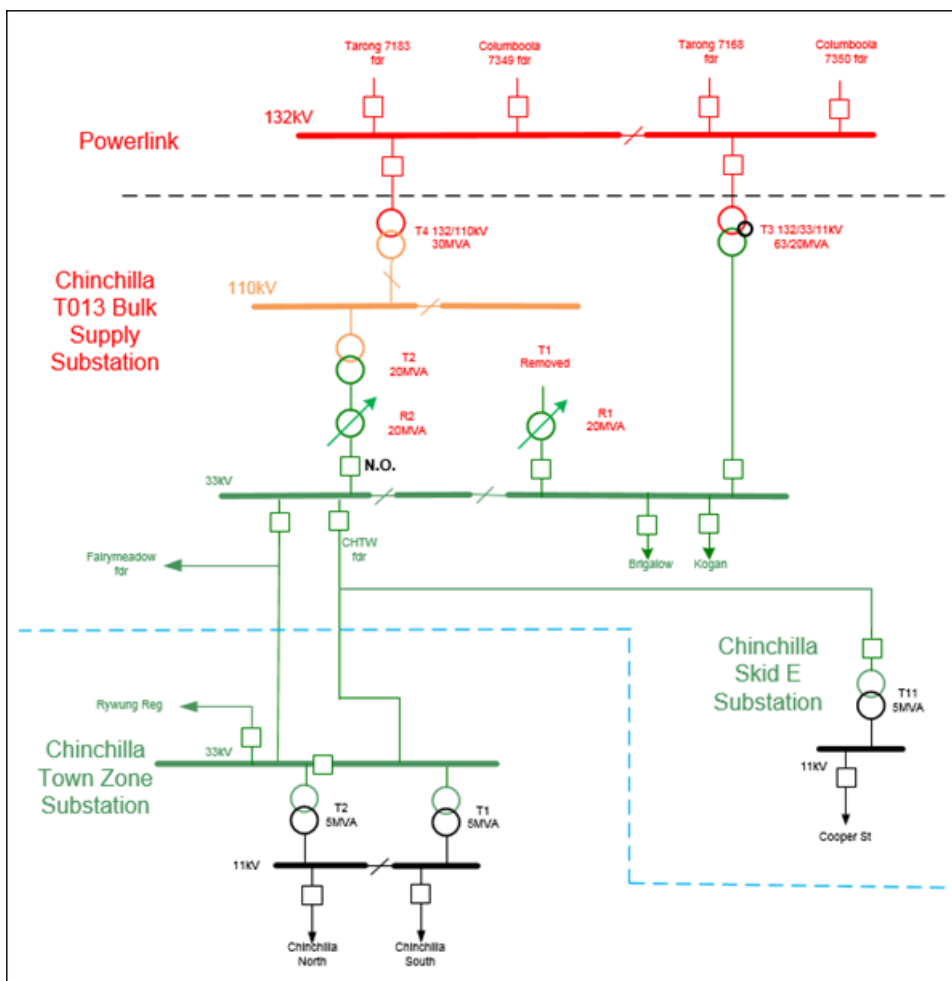 Tarong 7183
fdr
Columboola
7349 fdr
Tarong 7168
fdr
Columboola
7350 fdr
132kV
Powerlink
T4 132/110kV
30MVA
T3 132/33/11kV
63/20MVA
Chinchilla
T013 Bulk
Supply
Substation
110kV
T2
20MVA
T1
Removed
R2
20MVA
R1
20MVA
N.O.
33kV
CHTW
fdr
Fairymeadow
fdr
Brigalow
Kogan
Chinchilla
Skid E
Substation
T11
5MVA
Rywung Reg
Chinchilla
Town Zone
Substation
33kV
11kV
T2
5MVA
T1
5MVA
Cooper St
11kV
Chinchilla
North
Chinchilla
South